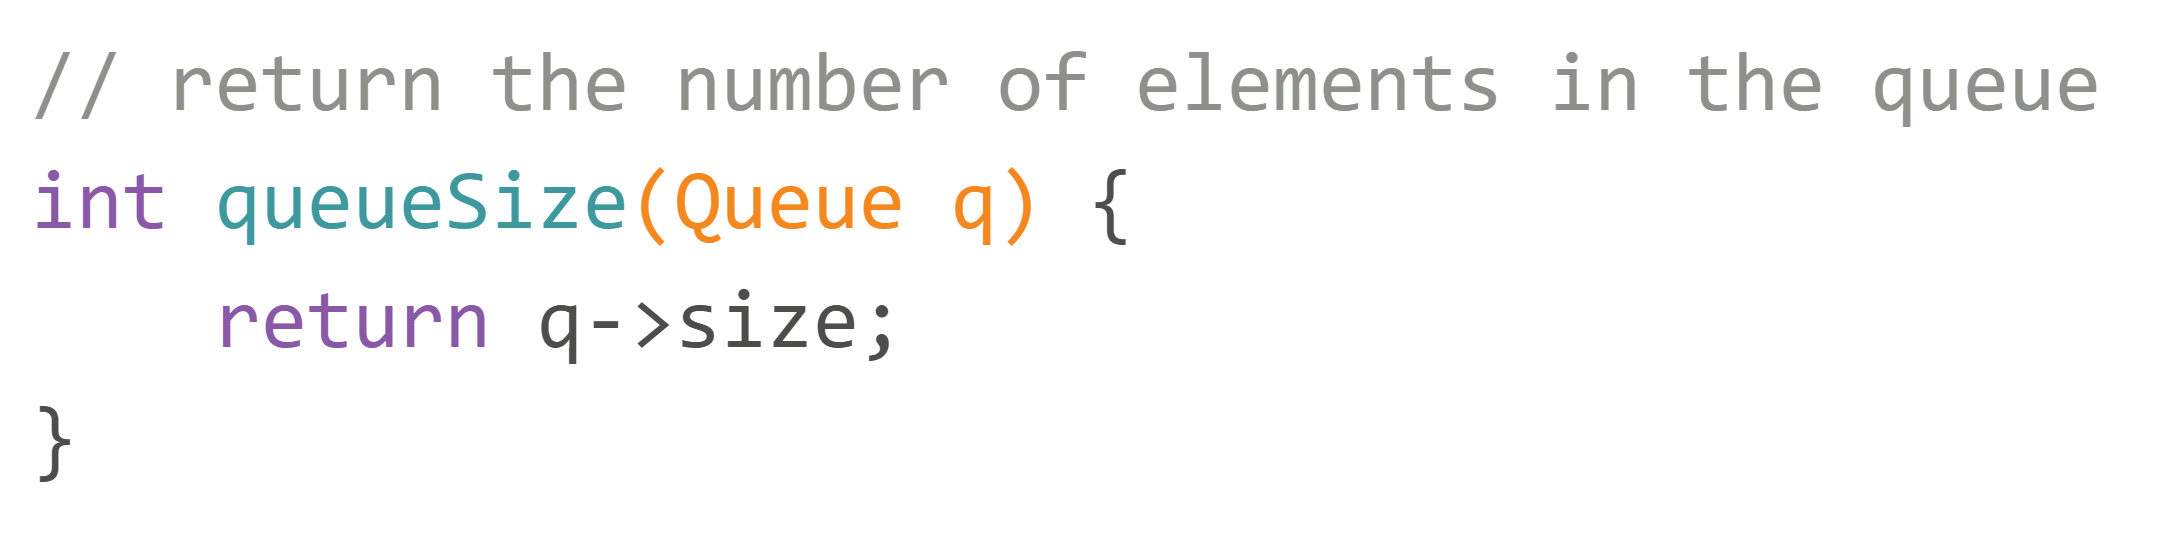 // return the number of elements in the queue
int queueSize(Queue q) {
    return q->size;
}